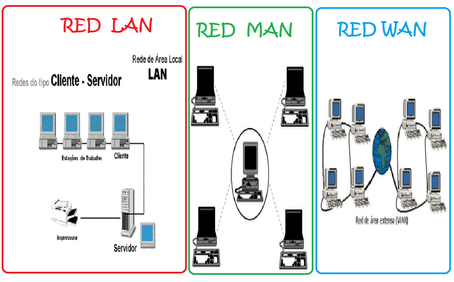 RED LAN
Rede de Área Local
LAN
Redes do tipo Cliente - Servidor
Estações de Trabalho
Cliente
Impressora
Servidor
RED MAN
RED WAN
Red de área extensa (WAN)